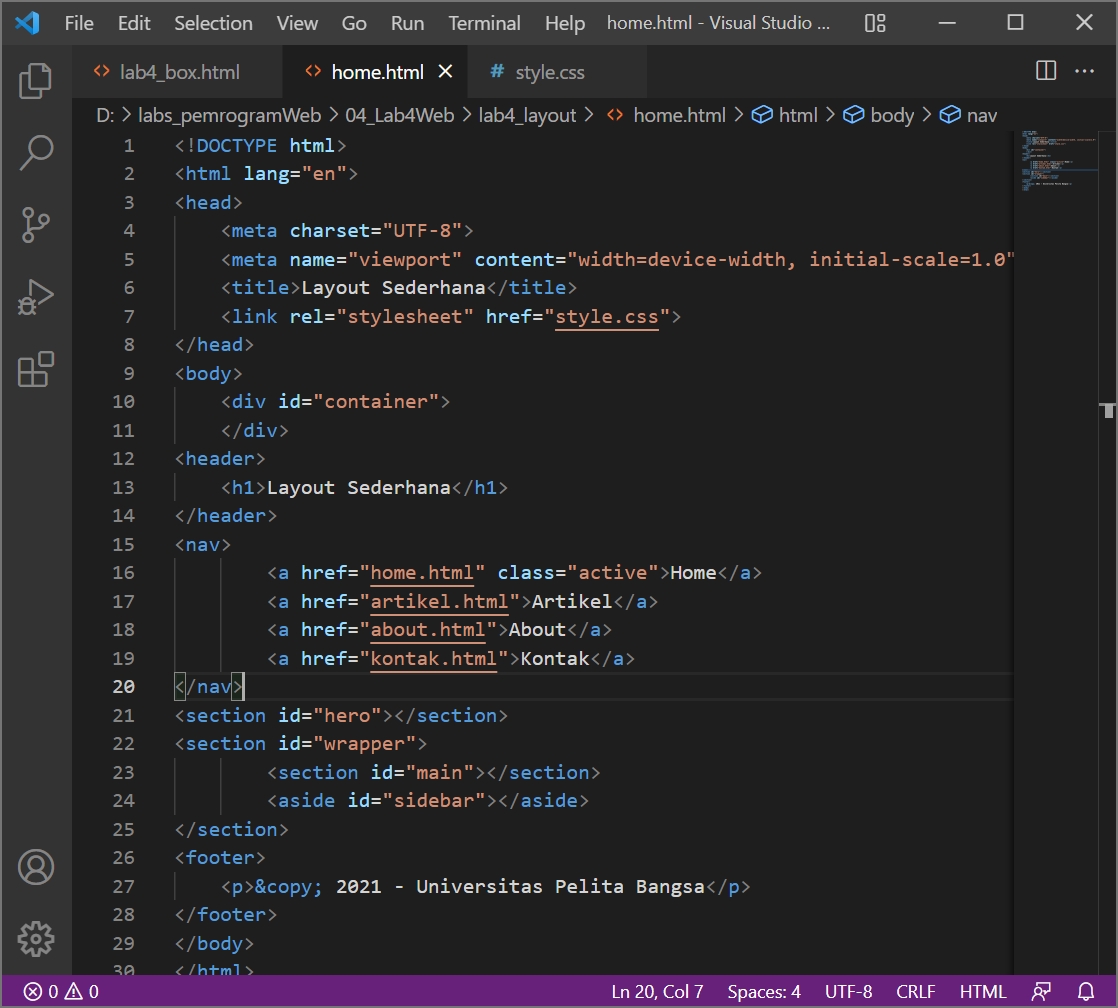 File Edit Selection View Go Run Terminal Help home.html - Visual Studio ...
lab4_box.html home.html style.css
D: > labs_pemrogramWeb > 04_Lab4Web > lab4_layout > home.html > html > body > nav
1 <!DOCTYPE html>
2 <html lang="en">
3 <head>
4 <meta charset="UTF-8">
5 <meta name="viewport" content="width=device-width, initial-scale=1.0"
6 <title>Layout Sederhana</title>
7 <link rel="stylesheet" href="style.css">
8 </head>
9 <body>
10 <div id="container">
11 </div>
12 <header>
13 <h1>Layout Sederhana</h1>
14 </header>
15 <nav>
16 <a href="home.html" class="active">Home</a>
17 <a href="artikel.html">Artikel</a>
18 <a href="about.html">About</a>
19 <a href="kontak.html">Kontak</a>
20 </nav>
21 <section id="hero"></section>
22 <section id="wrapper">
23 <section id="main"></section>
24 <aside id="sidebar"></aside>
25 </section>
26 <footer>
27 <p>&copy; 2021 - Universitas Pelita Bangsa</p>
28 </footer>
29 </body>
30 </html>
0 0 Ln 20, Col 7 Spaces: 4 UTF-8 CRLF HTML